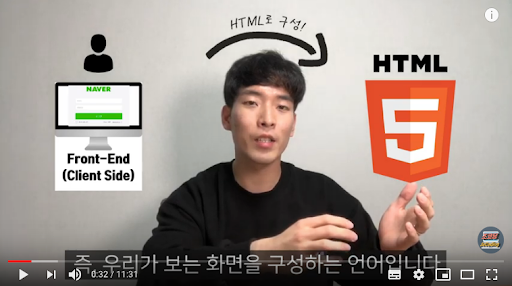 HTML로 구성!
HTML
5
NAVER
Front-End
(Client Side)
즉, 우리가 보는 화면을 구성하는 언어입니다
0:32 / 11:31